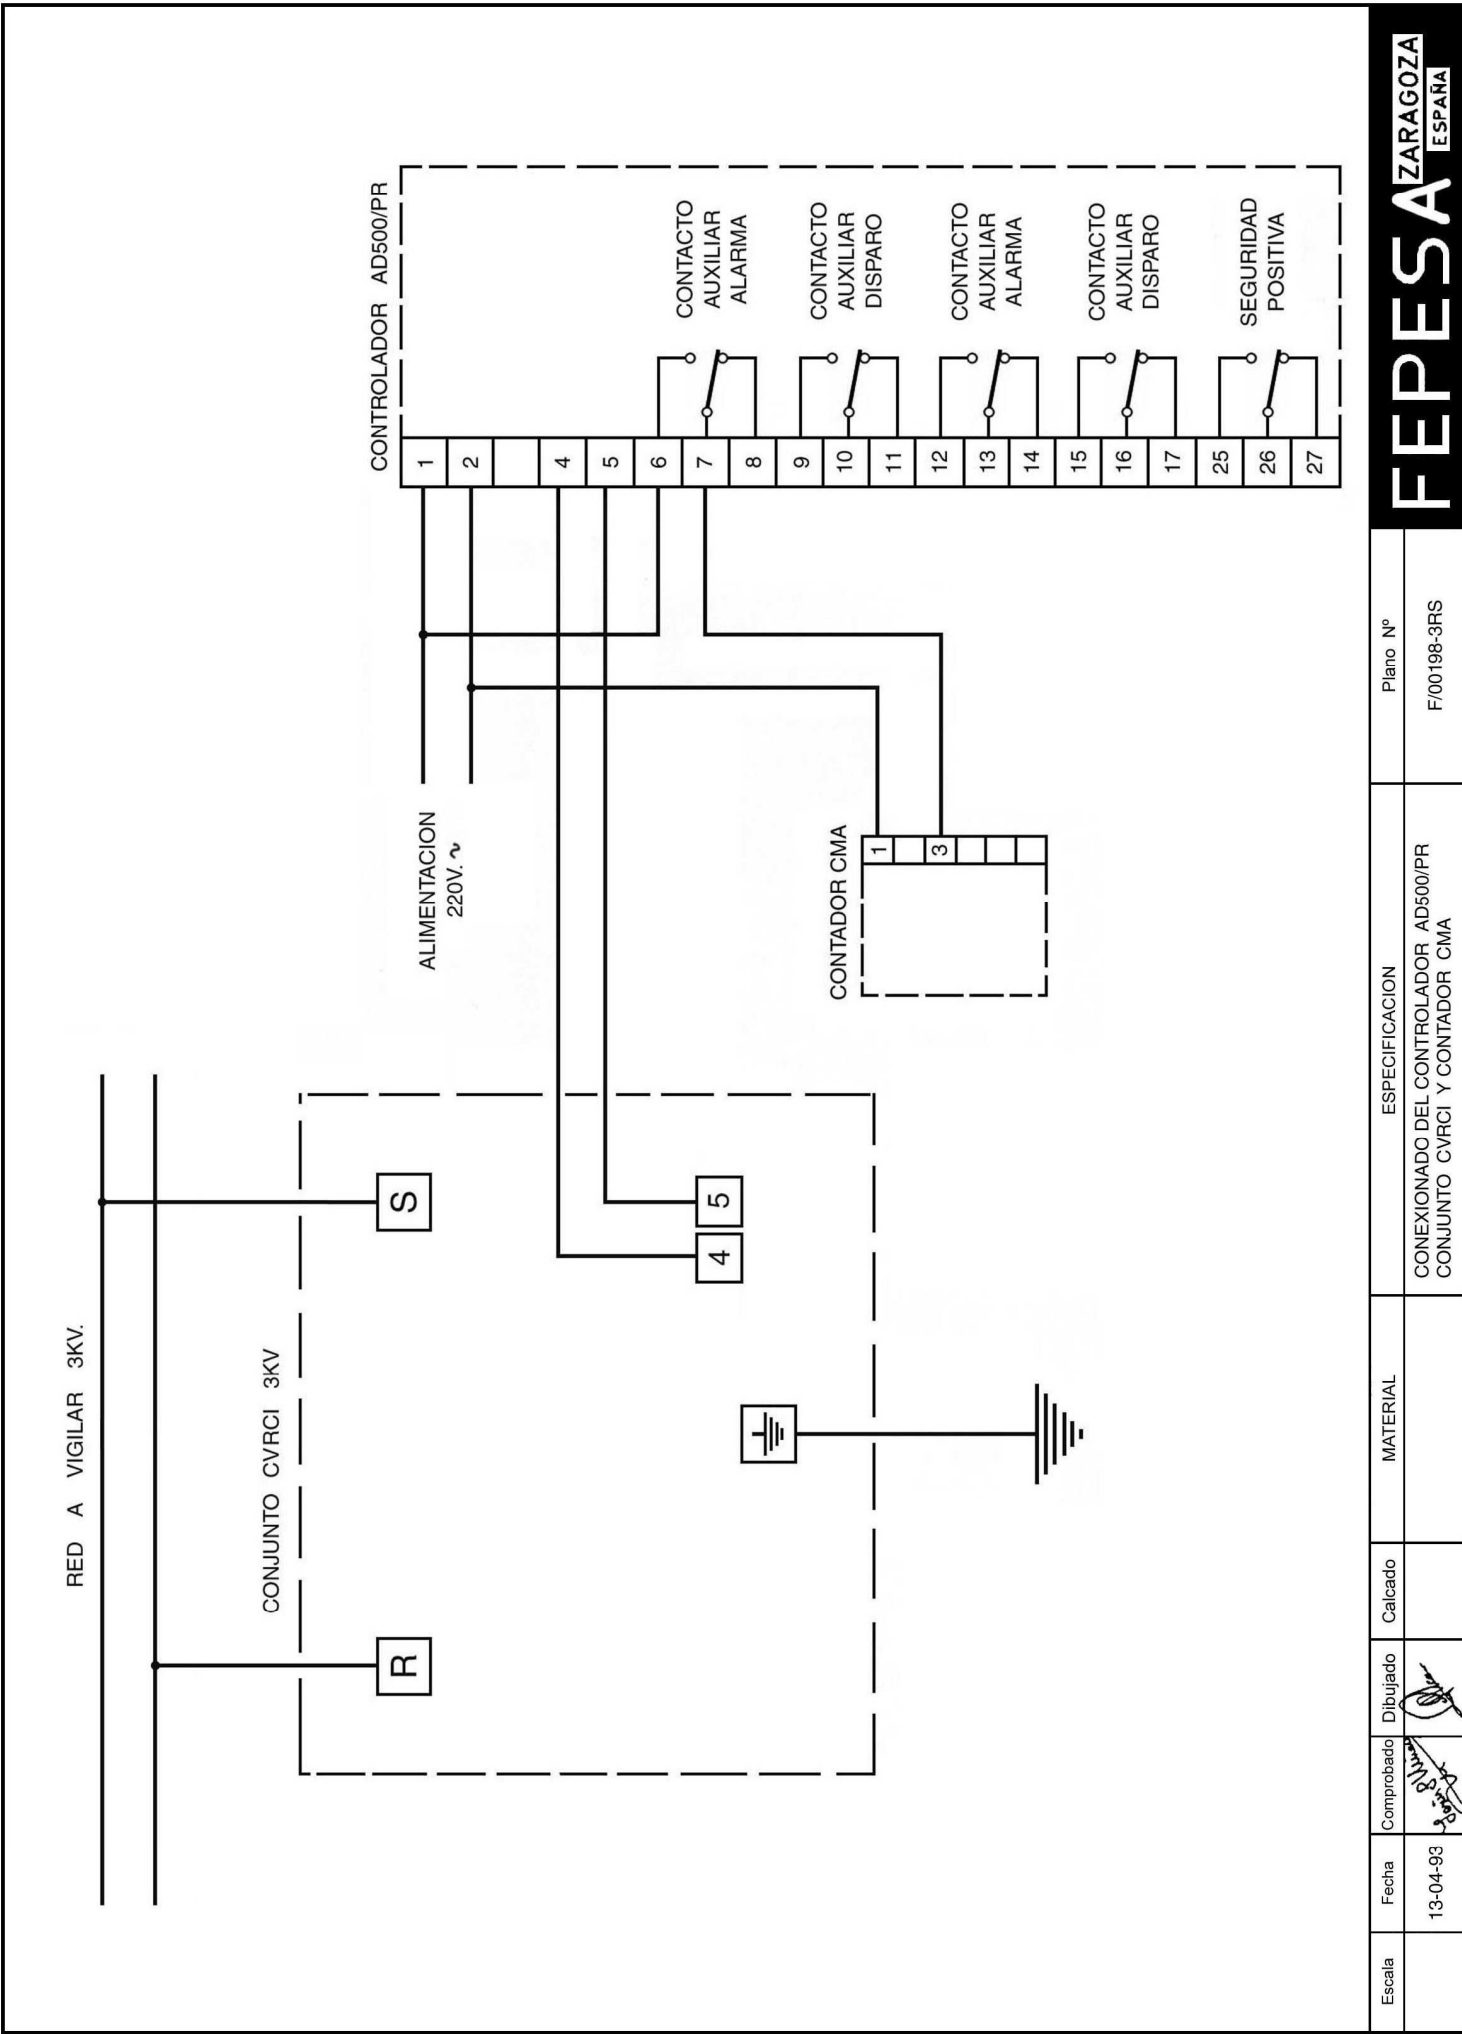 RED A VIGILAR 3KV.
CONJUNTO CVRCI 3KV
R
S
4
5
ALIMENTACION
220V. ~
CONTADOR CMA
1
3
CONTROLADOR AD500/PR
1
2
4
5
6
7
8
9
10
11
12
13
14
15
16
17
25
26
27
CONTACTO
AUXILIAR
ALARMA
CONTACTO
AUXILIAR
DISPARO
CONTACTO
AUXILIAR
ALARMA
CONTACTO
AUXILIAR
DISPARO
SEGURIDAD
POSITIVA
Escala
Fecha
13-04-93
Comprobado
Dibujado
Calcado
MATERIAL
ESPECIFICACION
CONEXIONADO DEL CONTROLADOR AD500/PR
CONJUNTO CVRCI Y CONTADOR CMA
Plano Nº
F/00198-3RS
FEPESA
ZARAGOZA
ESPAÑA